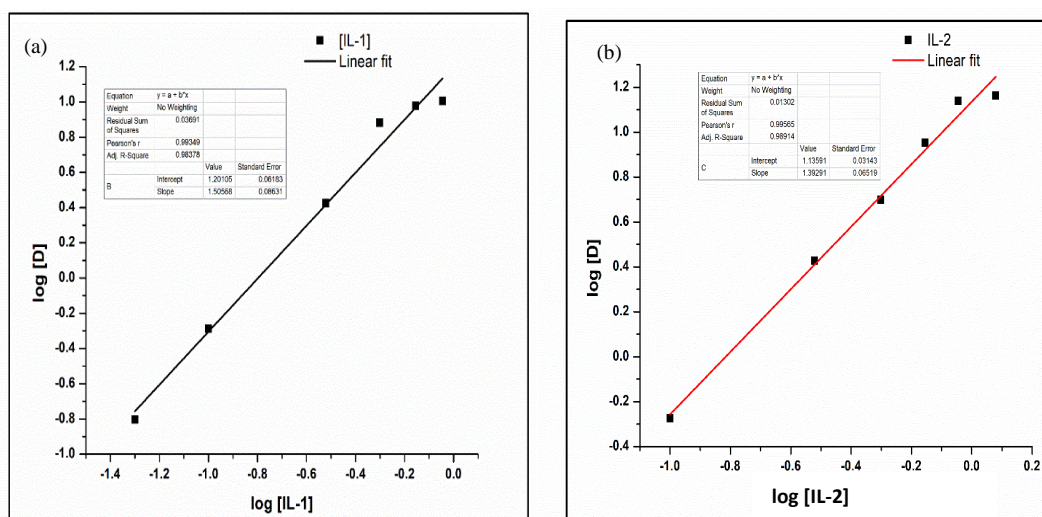 (a)
[IL-1]
Linear fit
Equation y = a + b*x
Weight No Weighting
Residual Sum of Squares 0.03691
Pearson's r 0.99349
Adj. R-Square 0.98378
Value Standard Error
B Intercept 1.20105 0.06183
Slope 1.50568 0.08631
1.2
1.0
0.8
0.6
0.4
0.2
0.0
-0.2
-0.4
-0.6
-0.8
-1.0
log [D]
-1.4 -1.2 -1.0 -0.8 -0.6 -0.4 -0.2 0.0
log [IL-1]
(b)
IL-2
Linear fit
Equation y = a + b*x
Weight No Weighting
Residual Sum of Squares 0.01302
Pearson's r 0.99565
Adj. R-Square 0.98914
Value Standard Error
C Intercept 1.13591 0.03143
Slope 1.39291 0.06519
1.2
1.0
0.8
0.6
0.4
0.2
0.0
-0.2
-0.4
log [D]
-1.0 -0.8 -0.6 -0.4 -0.2 0.0 0.2
log [IL-2]